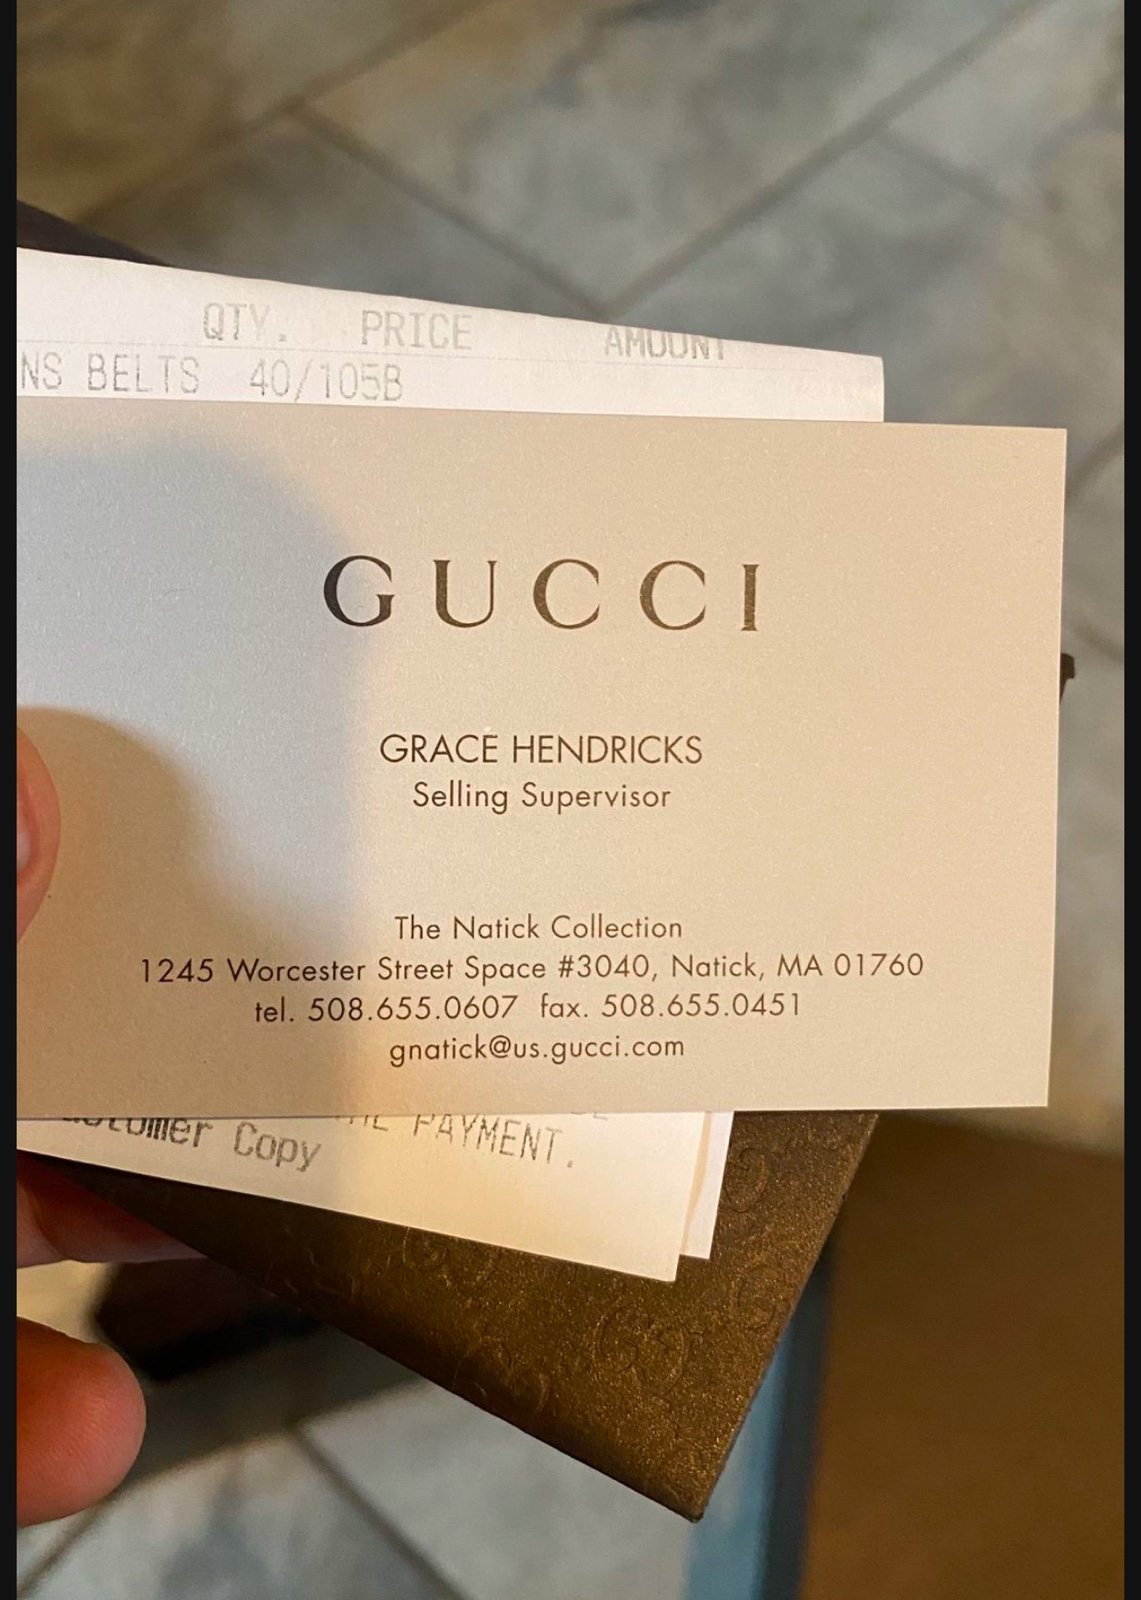 QTY. PRICE AMOUNT
NS BELTS 40/105B
GUCCI
GRACE HENDRICKS
Selling Supervisor
The Natick Collection
1245 Worcester Street Space #3040, Natick, MA 01760
tel. 508.655.0607 fax. 508.655.0451
gnatick@us.gucci.com
PAYMENT.
Customer Copy